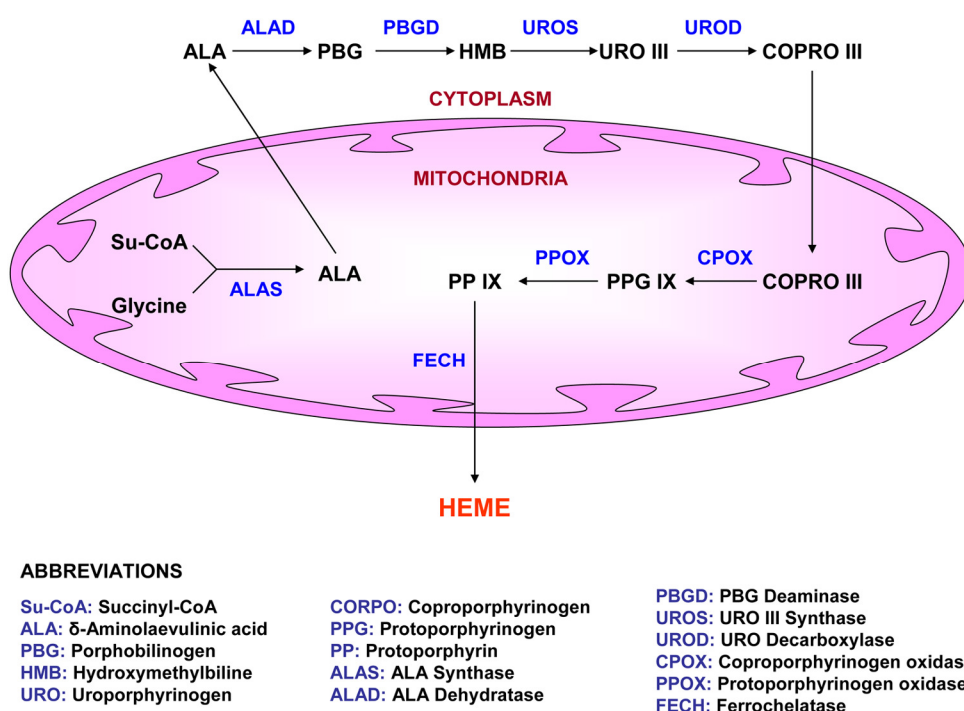 ALAD PBGD UROS UROD
ALA PBG HMB URO III COPRO III
CYTOPLASM
MITOCHONDRIA
Su-CoA
PPOX CPOX
ALA PP IX PPG IX COPRO III
ALAS
Glycine
FECH
HEME
ABBREVIATIONS
Su-CoA: Succinyl-CoA
ALA: δ-Aminolaevulinic acid
PBG: Porphobilinogen
HMB: Hydroxymethylbiline
URO: Uroporphyrinogen
CORPO: Coproporphyrinogen
PPG: Protoporphyrinogen
PP: Protoporphyrin
ALAS: ALA Synthase
ALAD: ALA Dehydratase
PBGD: PBG Deaminase
UROS: URO III Synthase
UROD: URO Decarboxylase
CPOX: Coproporphyrinogen oxidas
PPOX: Protoporphyrinogen oxidase
FECH: Ferrochelatase